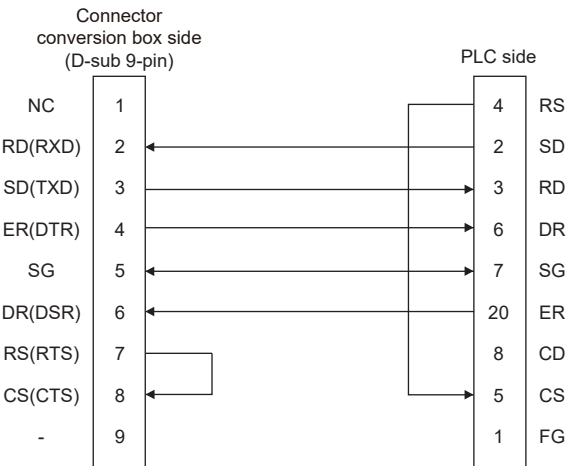 Connector
conversion box side
(D-sub 9-pin)
PLC side
NC 1 4 RS
RD(RXD) 2 2 SD
SD(TXD) 3 3 RD
ER(DTR) 4 6 DR
SG 5 7 SG
DR(DSR) 6 20 ER
RS(RTS) 7 8 CD
CS(CTS) 8 5 CS
- 9 1 FG